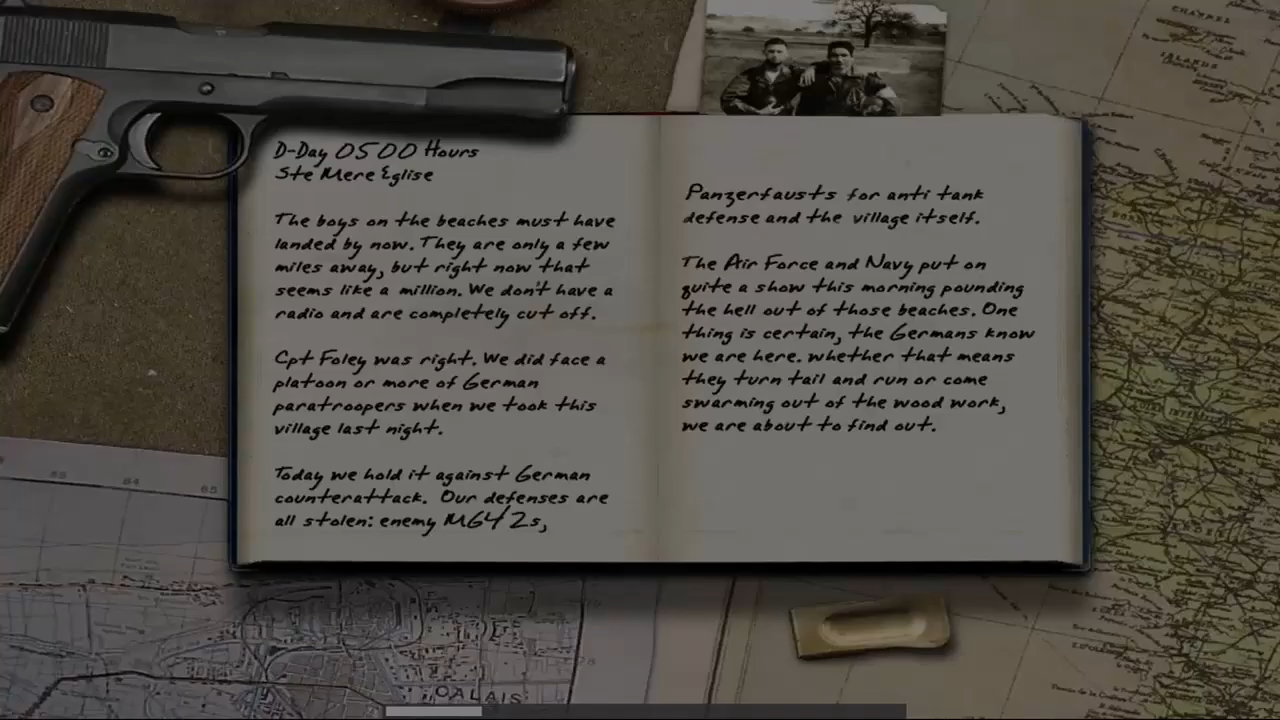 D-Day 0500 Hours
Ste Mere Eglise
The boys on the beaches must have
landed by now. They are only a few
miles away, but right now that
seems like a million. We don't have a
radio and are completely cut off.
Cpt Foley was right. We did face a
platoon or more of German
paratroopers when we took this
village last night.
Today we hold it against German
counterattack. Our defenses are
all stolen: enemy MG42s,
Panzerfausts for anti tank
defense and the village itself.
The Air Force and Navy put on
quite a show this morning pounding
the hell out of those beaches. One
thing is certain, the Germans know
we are here. whether that means
they turn tail and run or come
swarming out of the wood work,
we are about to find out.
CHANNEL
ISLANDS
84
65
CALAIS